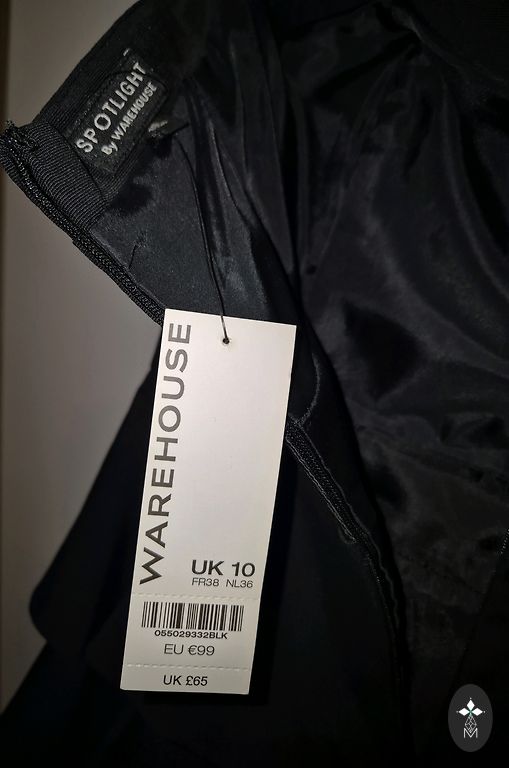 SPOTLIGHT
By WAREHOUSE
WAREHOUSE
UK 10
FR38 NL36
055029332BLK
EU €99
UK £65
M